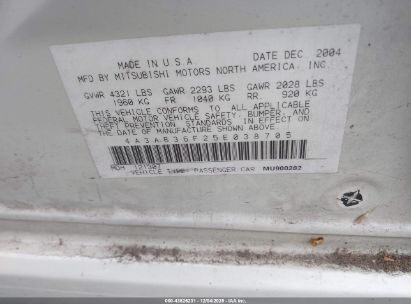 MADE IN U.S.A. DATE DEC. 2004
MFD BY MITSUBISHI MOTORS NORTH AMERICA, INC.
GVWR 4321 LBS GAWR 2293 LBS GAWR 2028 LBS
1960 KG FR 1040 KG RR 920 KG
THIS VEHICLE CONFORMS TO ALL APPLICABLE
FEDERAL MOTOR VEHICLE SAFETY, BUMPER, AND
THEFT PREVENTION STANDARDS IN EFFECT ON
THE DATE OF MANUFACTURE SHOWN ABOVE
4A3AB36F25E038705
MDH 121307
VEHICLE TYPE: PASSENGER CAR MU900282